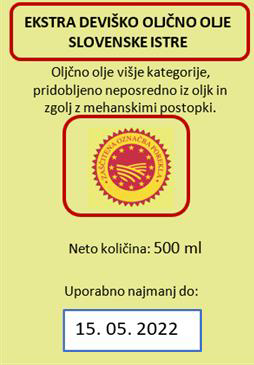 EKSTRA DEVIŠKO OLJČNO OLJE
SLOVENSKE ISTRE
Oljčno olje višje kategorije,
pridobljeno neposredno iz oljk in
zgolj z mehanskimi postopki.
ZAŠČITENA OZNAČBA POREKLA
Neto količina: 500 ml
Uporabno najmanj do:
15. 05. 2022